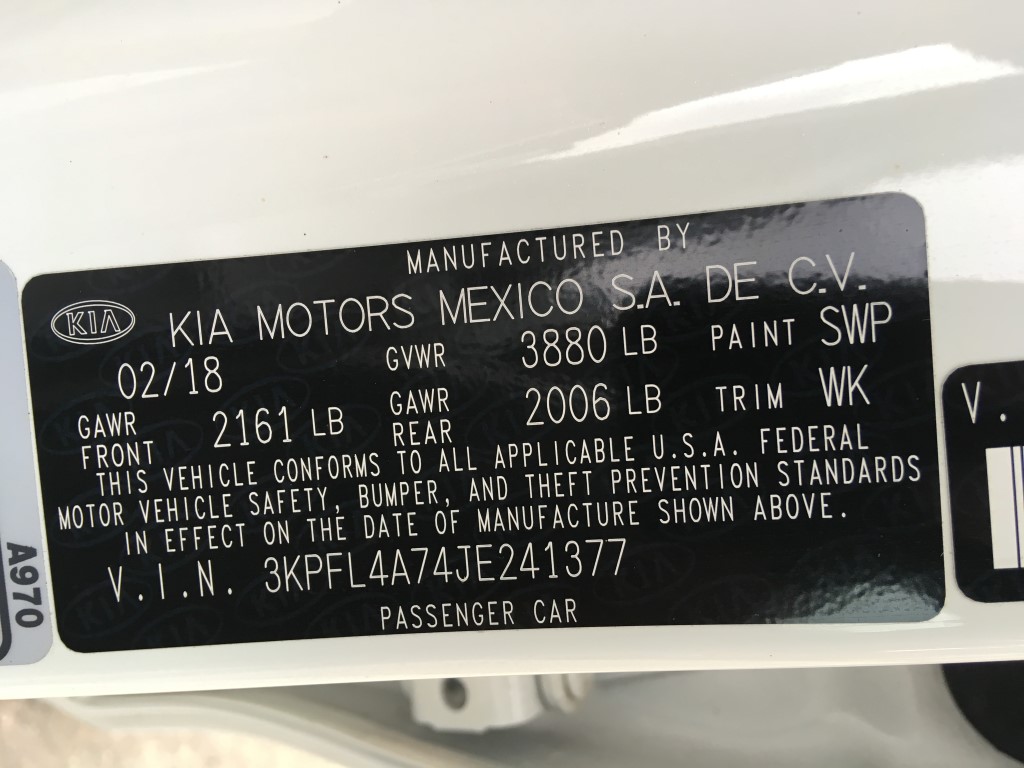 MANUFACTURED BY
KIA KIA MOTORS MEXICO S.A. DE C.V.
02/18 GVWR 3880 LB PAINT SWP
GAWR FRONT 2161 LB GAWR REAR 2006 LB TRIM WK
THIS VEHICLE CONFORMS TO ALL APPLICABLE U.S.A. FEDERAL
MOTOR VEHICLE SAFETY, BUMPER, AND THEFT PREVENTION STANDARDS
IN EFFECT ON THE DATE OF MANUFACTURE SHOWN ABOVE.
V.I.N. 3KPFL4A74JE241377
PASSENGER CAR
A970
V.